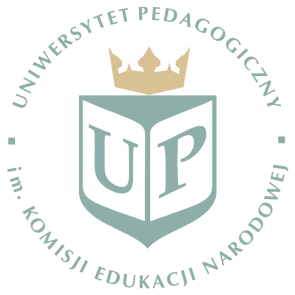 UNIWERSYTET PEDAGOGICZNY
UP
im. KOMISJI EDUKACJI NARODOWEJ